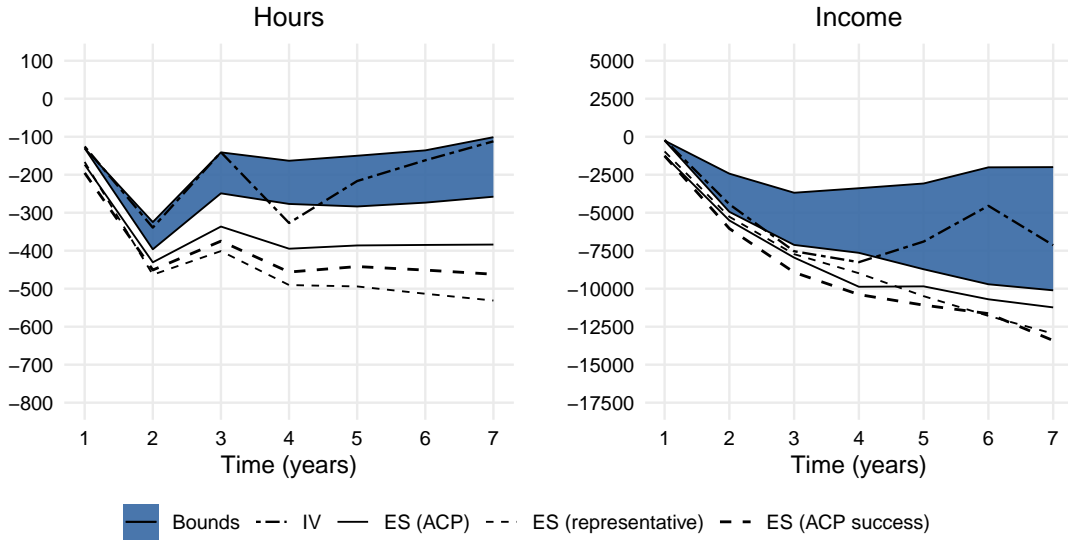 Hours
Income
100
0
−100
−200
−300
−400
−500
−600
−700
−800
1 2 3 4 5 6 7
Time (years)
5000
2500
0
−2500
−5000
−7500
−10000
−12500
−15000
−17500
1 2 3 4 5 6 7
Time (years)
Bounds IV ES (ACP) ES (representative) ES (ACP success)